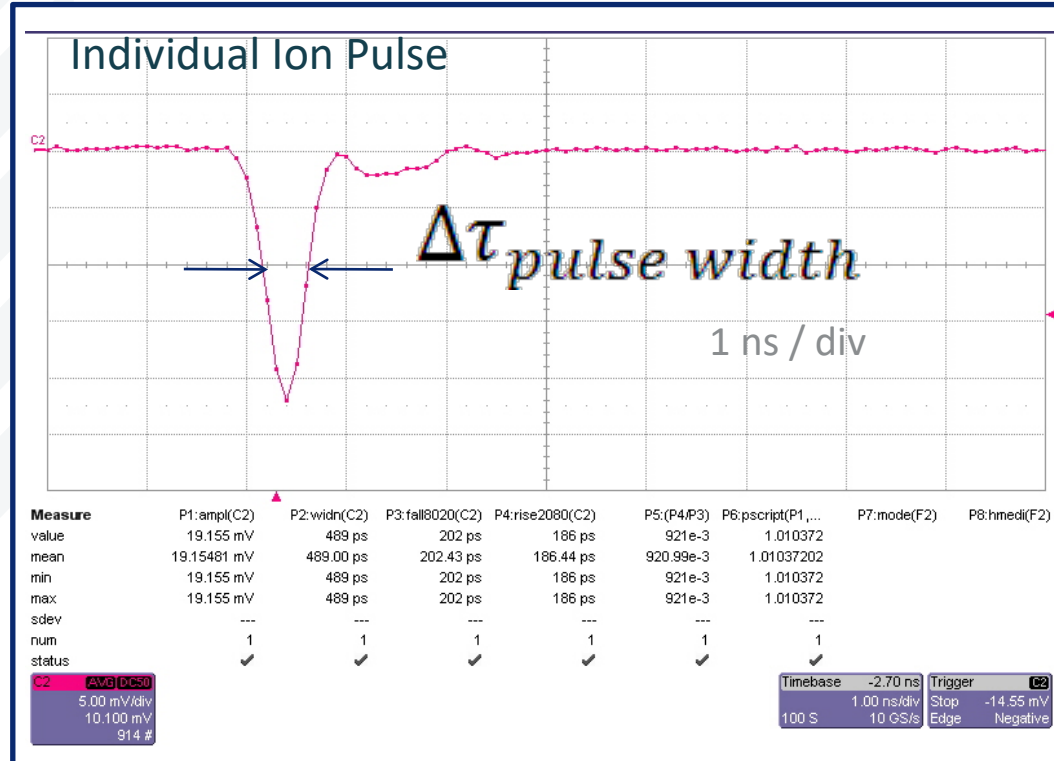 Individual Ion Pulse
C2
Δτ pulse width
1 ns / div
Measure P1:ampl(C2) P2:widn(C2) P3:fall8020(C2) P4:rise2080(C2) P5:(P4/P3) P6:pscript(P1,... P7:mode(F2) P8:hmedi(F2)
value 19.155 mV 489 ps 202 ps 186 ps 921e-3 1.010372
mean 19.15481 mV 489.00 ps 202.43 ps 186.44 ps 920.99e-3 1.01037202
min 19.155 mV 489 ps 202 ps 186 ps 921e-3 1.010372
max 19.155 mV 489 ps 202 ps 186 ps 921e-3 1.010372
sdev --- --- --- --- --- ---
num 1 1 1 1 1 1
status ✓ ✓ ✓ ✓ ✓ ✓
C2 AVG DC50
5.00 mV/div
10.100 mV
914 #
Timebase -2.70 ns
1.00 ns/div
100 S 10 GS/s
Trigger C2
Stop -14.55 mV
Edge Negative